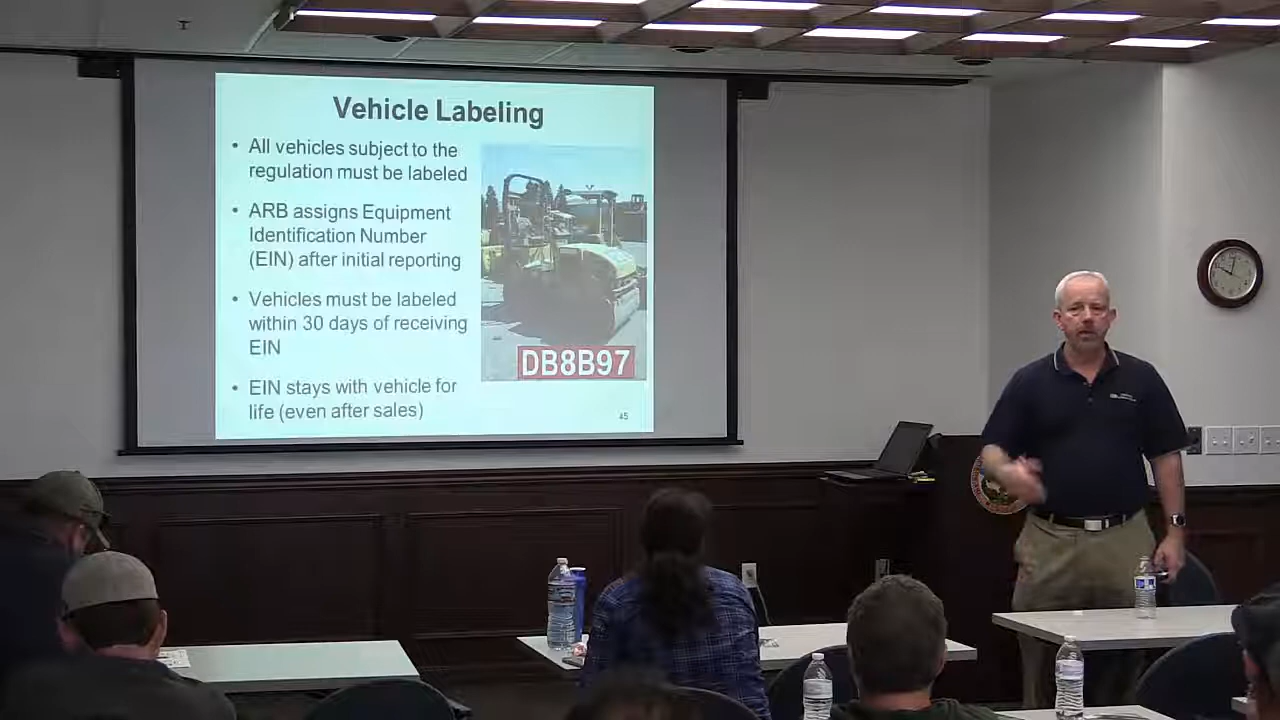 Vehicle Labeling
• All vehicles subject to the
regulation must be labeled
• ARB assigns Equipment
Identification Number
(EIN) after initial reporting
• Vehicles must be labeled
within 30 days of receiving
EIN
• EIN stays with vehicle for
life (even after sales)
DB8B97
45